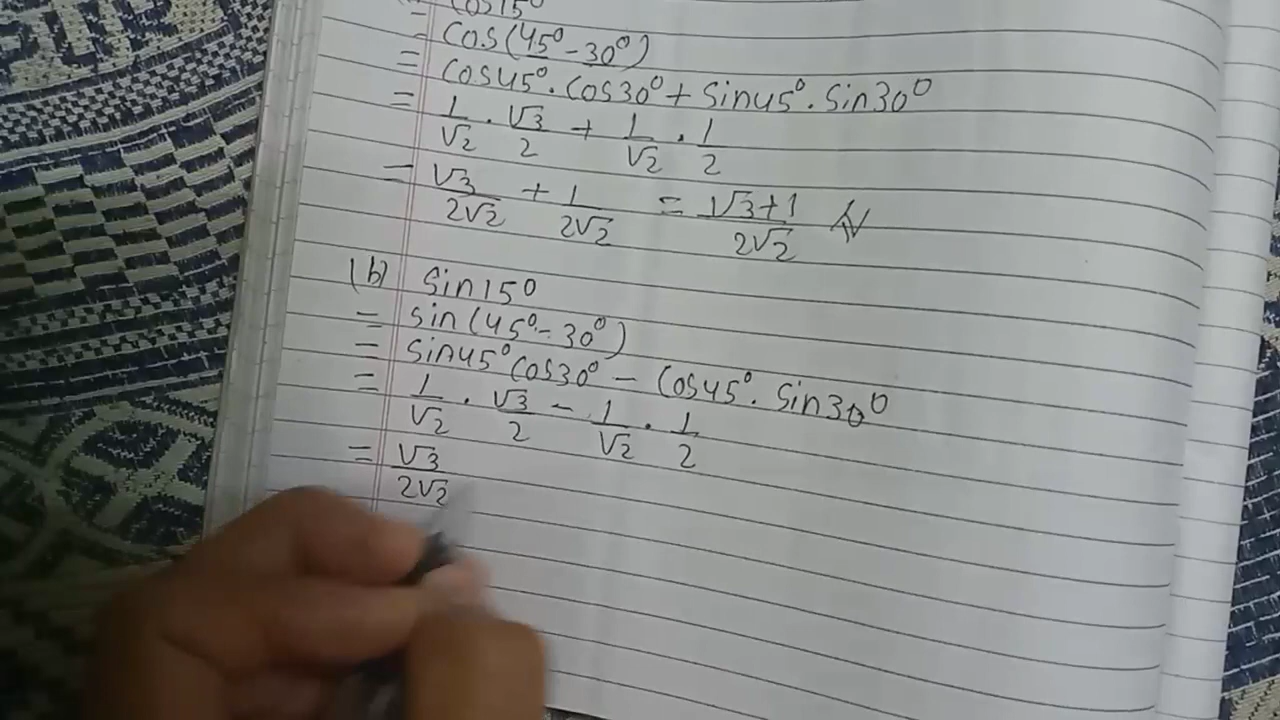 = cos15°
= cos(45°-30°)
= cos45°.cos30°+sin45°.sin30°
= 1/√2 . √3/2 + 1/√2 . 1/2
= √3/2√2 + 1/2√2 = √3+1/2√2
(b) sin15°
= sin(45°-30°)
= sin45°cos30° - cos45°.sin30°
= 1/√2 . √3/2 - 1/√2 . 1/2
= √3/2√2